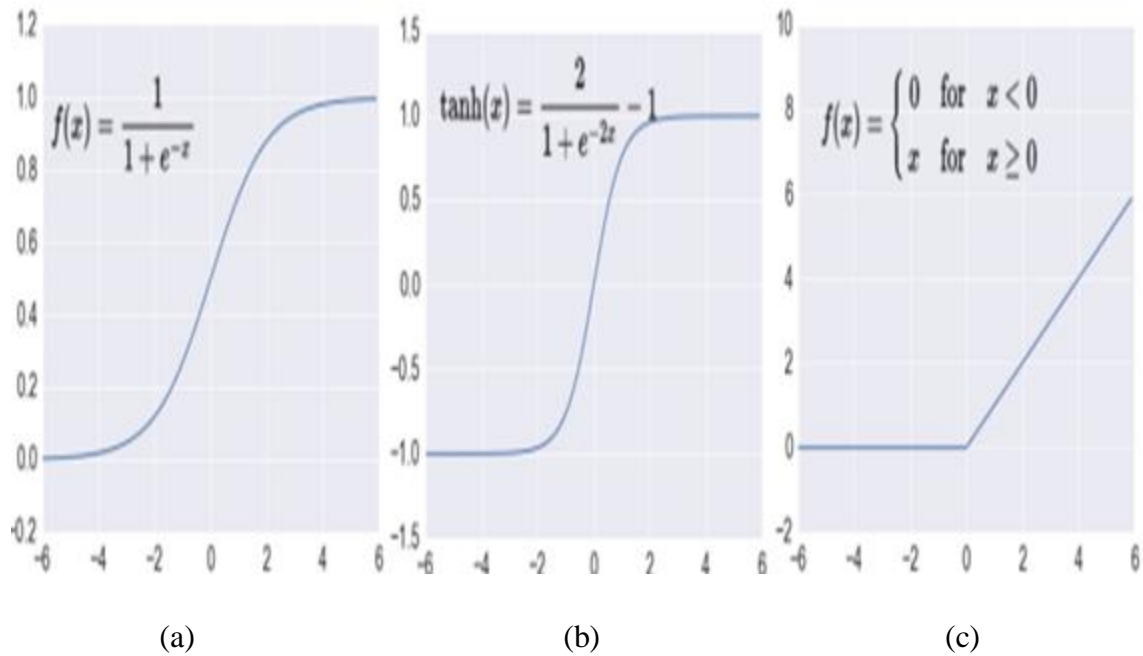 1.2
1.0
0.8
0.6
0.4
0.2
0.0
-0.2
-6 -4 -2 0 2 4 6
f(x) = 1 / (1 + e^{-x})
(a)
1.5
1.0
0.5
0.0
-0.5
-1.0
-1.5
-6 -4 -2 0 2 4 6
tanh(x) = 2 / (1 + e^{-2x}) - 1
(b)
10
8
6
4
2
0
-2
-6 -4 -2 0 2 4 6
f(x) = { 0 for x < 0
x for x ≥ 0
(c)